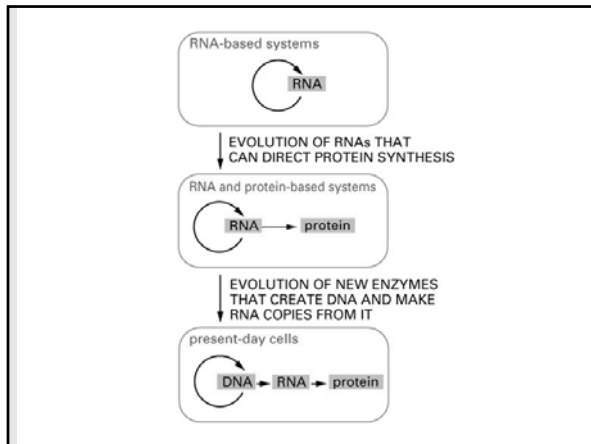 RNA-based systems
RNA
EVOLUTION OF RNAs THAT
CAN DIRECT PROTEIN SYNTHESIS
RNA and protein-based systems
RNA
protein
EVOLUTION OF NEW ENZYMES
THAT CREATE DNA AND MAKE
RNA COPIES FROM IT
present-day cells
DNA
RNA
protein